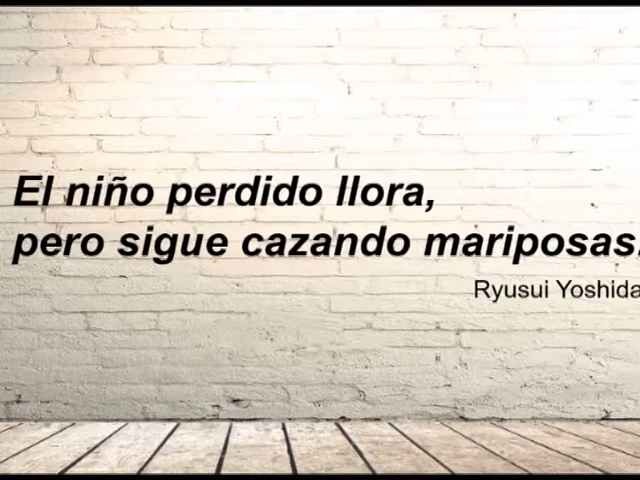 El niño perdido llora,
pero sigue cazando mariposas.
Ryusui Yoshida